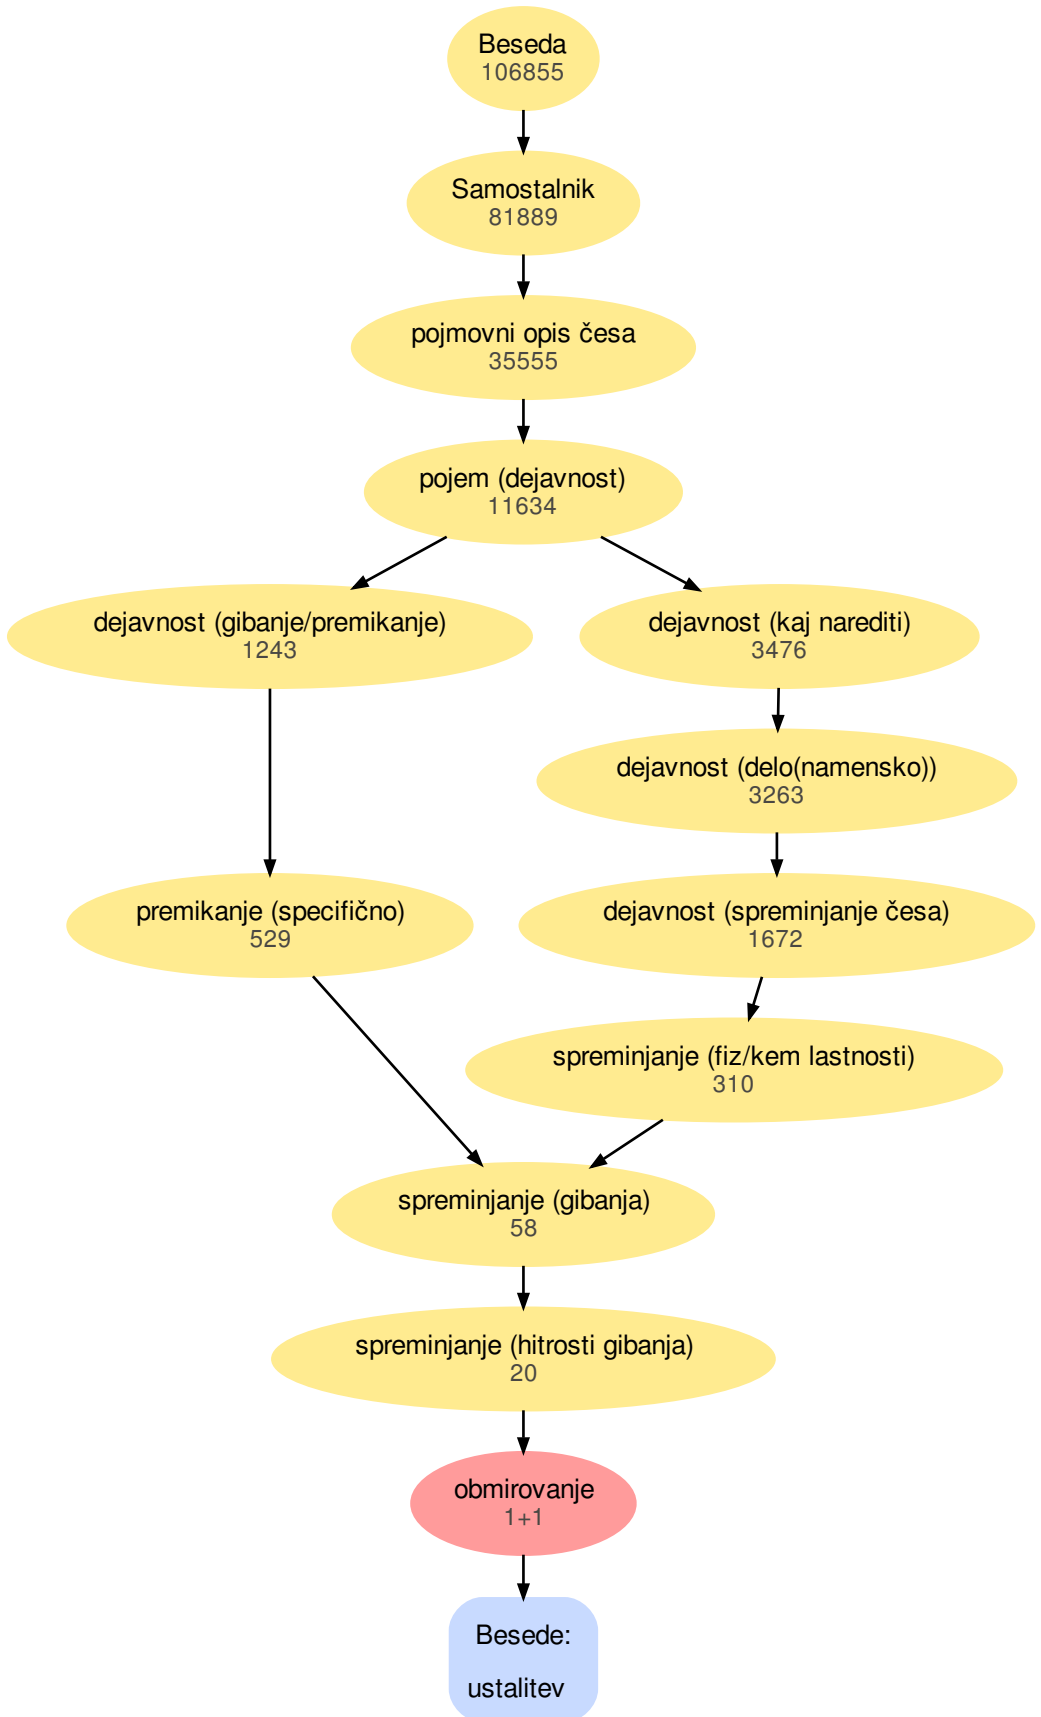 Beseda
106855
Samostalnik
81889
pojmovni opis česa
35555
pojem (dejavnost)
11634
dejavnost (gibanje/premikanje)
1243
dejavnost (kaj narediti)
3476
dejavnost (delo(namensko))
3263
premikanje (specifično)
529
dejavnost (spreminjanje česa)
1672
spreminjanje (fiz/kem lastnosti)
310
spreminjanje (gibanja)
58
spreminjanje (hitrosti gibanja)
20
obmirovanje
1+1
Besede:
ustalitev